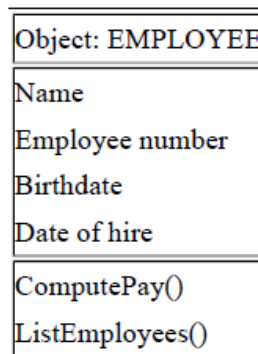 Object: EMPLOYEE
Name
Employee number
Birthdate
Date of hire
ComputePay()
ListEmployees()